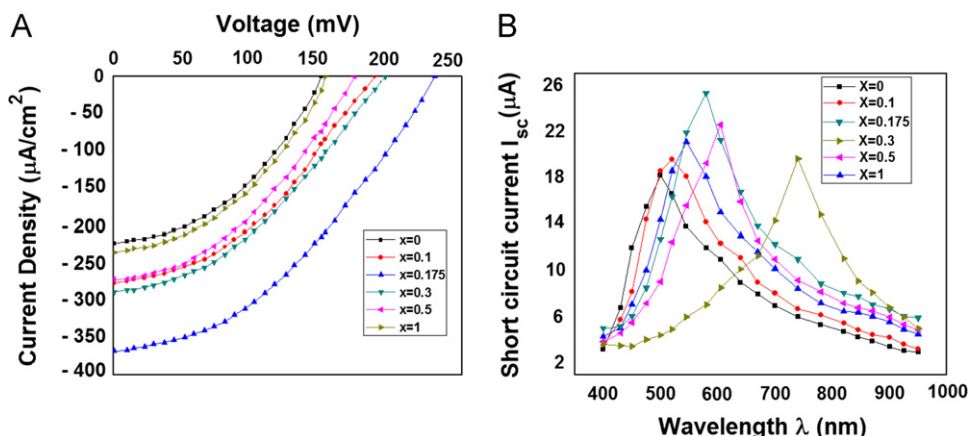 A
Voltage (mV)
0 50 100 150 200 250
Current Density (μA/cm²)
0
- 50
- 100
- 150
- 200
- 250
- 300
- 350
- 400
x=0
x=0.1
x=0.175
x=0.3
x=0.5
x=1
B
Short circuit current Isc(μA)
26
22
18
14
10
6
2
X=0
X=0.1
X=0.175
X=0.3
X=0.5
X=1
400 500 600 700 800 900 1000
Wavelength λ (nm)